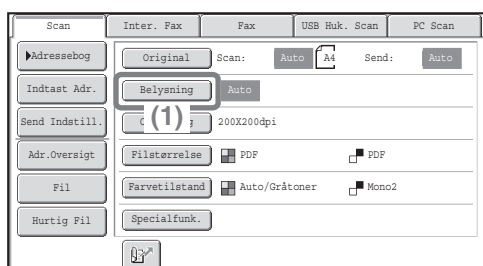 Scan Inter. Fax Fax USB Huk. Scan PC Scan
Adressebog Original Scan: Auto A4 Send: Auto
Indtast Adr. Belysning Auto
Send Indstill. (1) 200X200dpi
Adr.Oversigt Filstørrelse PDF PDF
Fil Farvetilstand Auto/Gråtoner Mono2
Hurtig Fil Specialfunk.